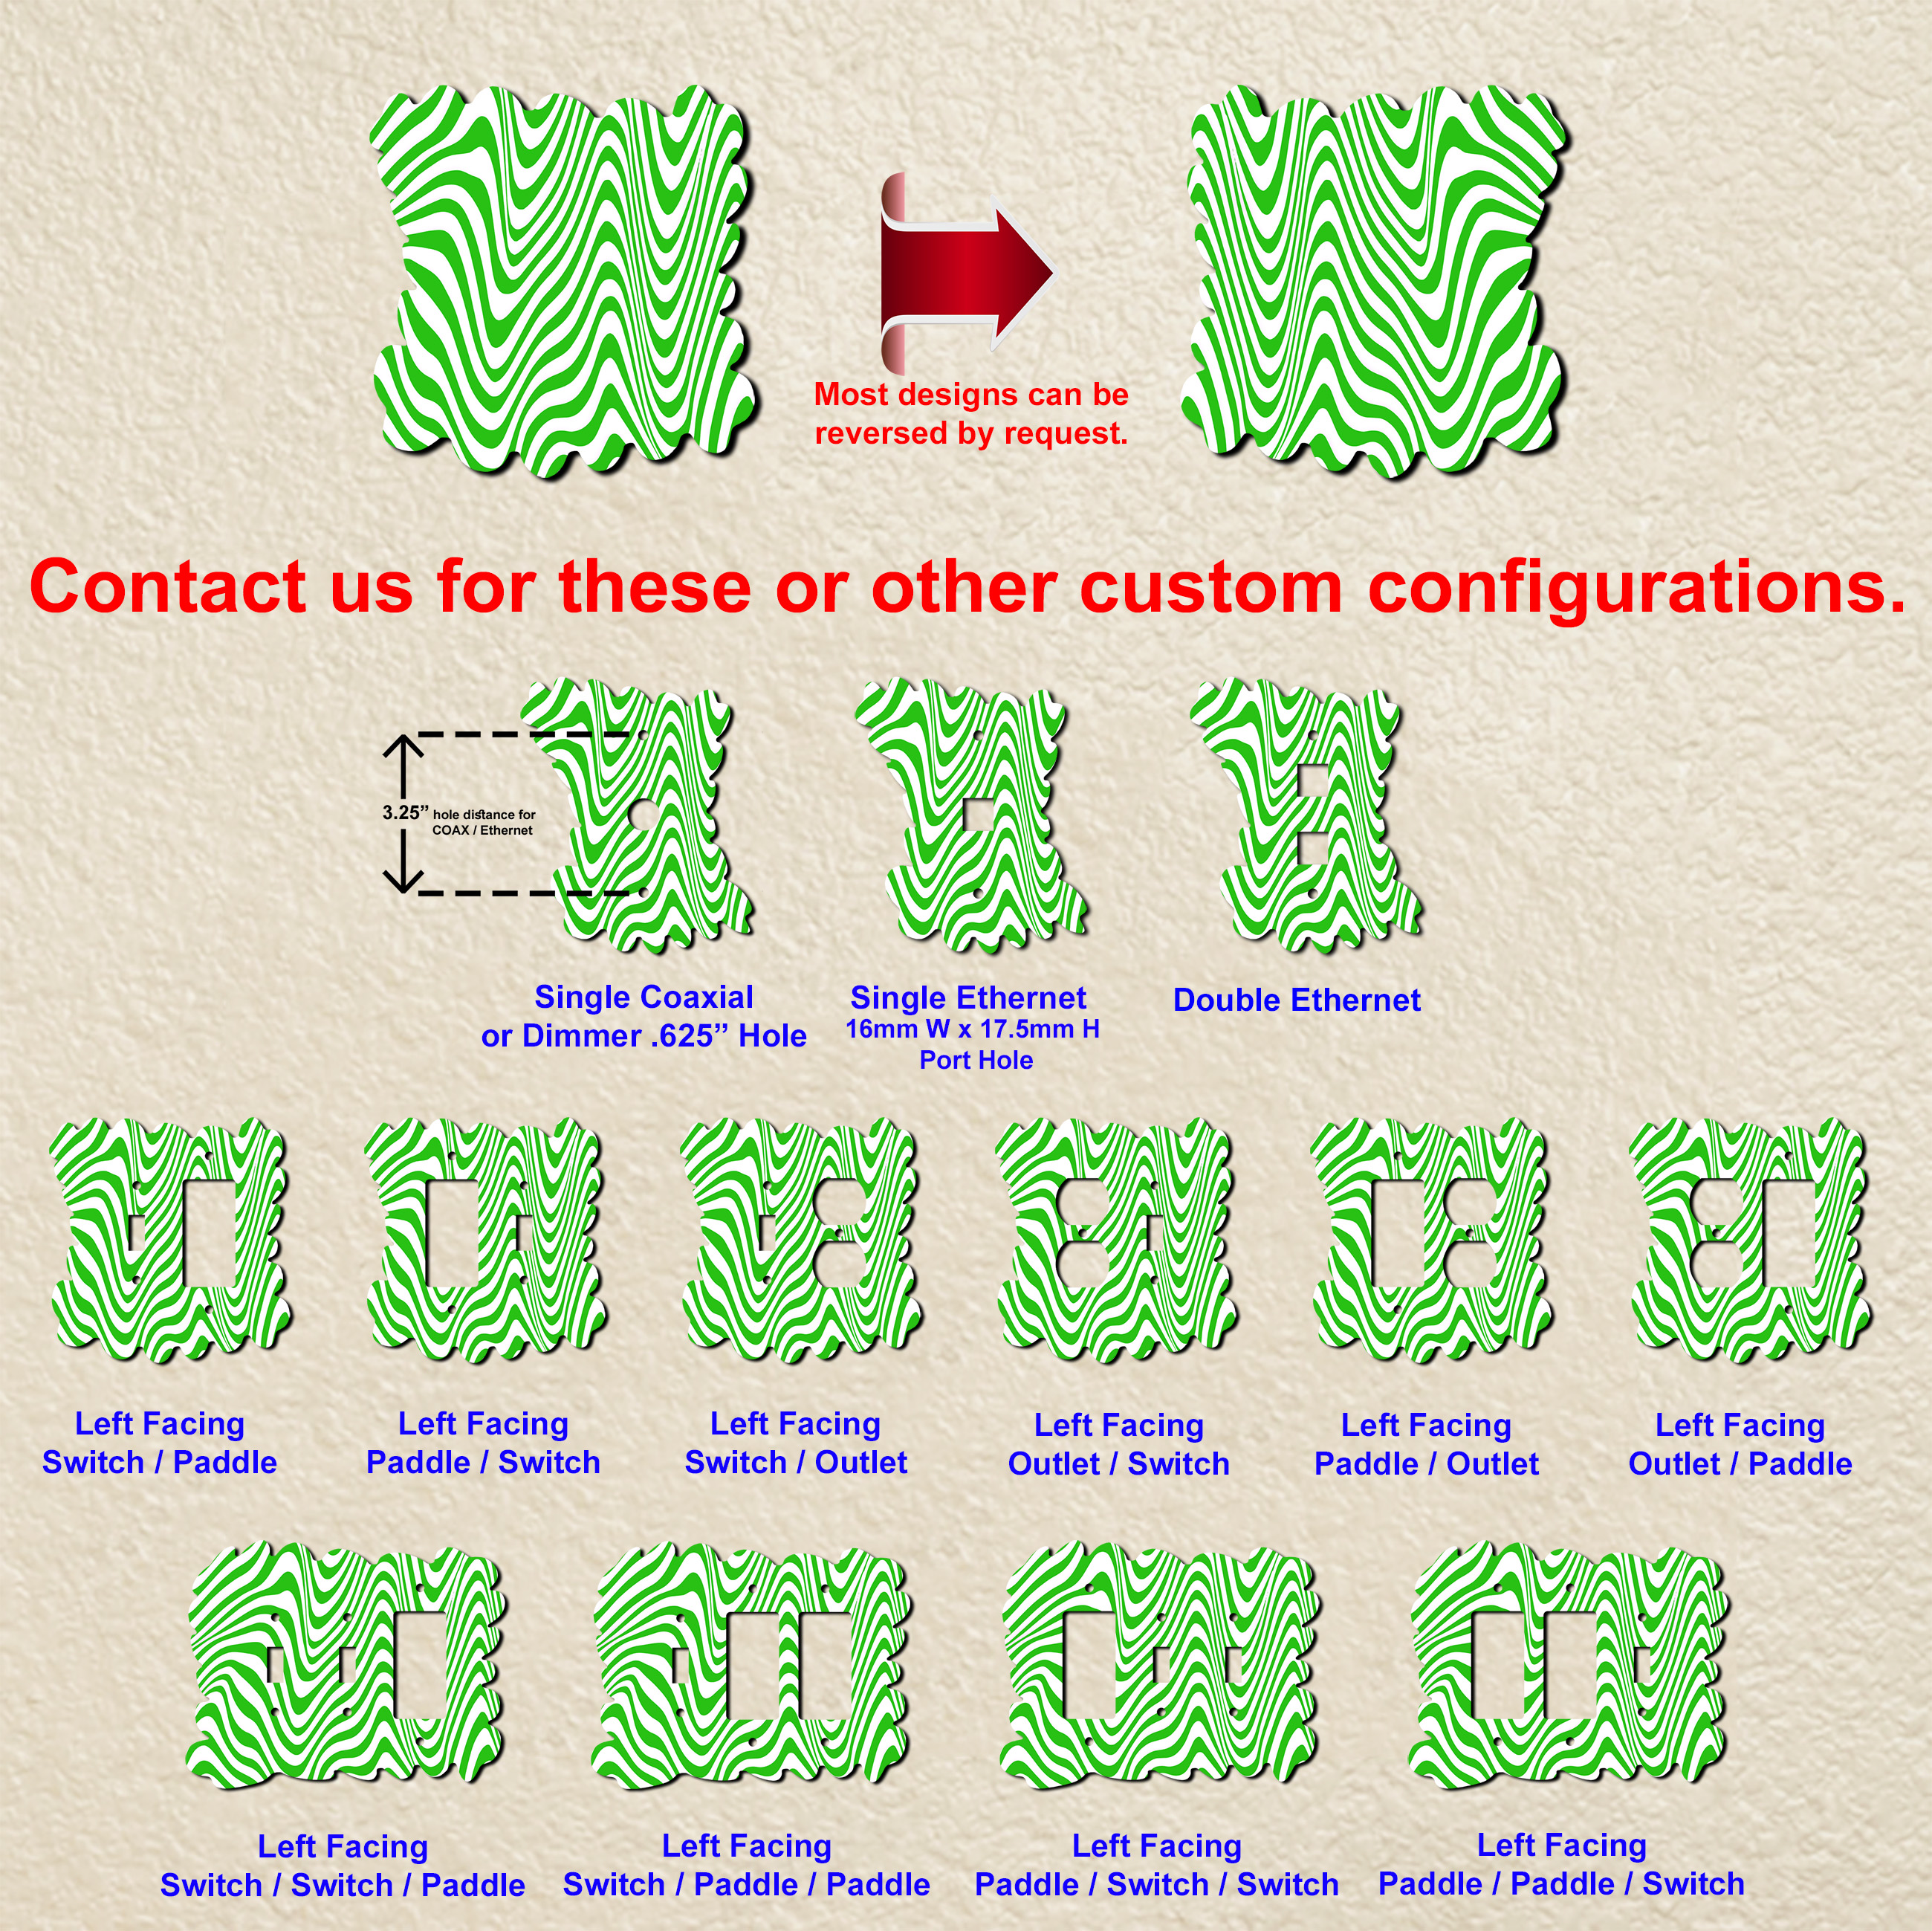 Most designs can be
reversed by request.
Contact us for these or other custom configurations.
3.25” hole distance for
COAX / Ethernet
Single Coaxial
or Dimmer .625” Hole
Single Ethernet
16mm W x 17.5mm H
Port Hole
Double Ethernet
Left Facing
Switch / Paddle
Left Facing
Paddle / Switch
Left Facing
Switch / Outlet
Left Facing
Outlet / Switch
Left Facing
Paddle / Outlet
Left Facing
Outlet / Paddle
Left Facing
Switch / Switch / Paddle
Left Facing
Switch / Paddle / Paddle
Left Facing
Paddle / Switch / Switch
Left Facing
Paddle / Paddle / Switch